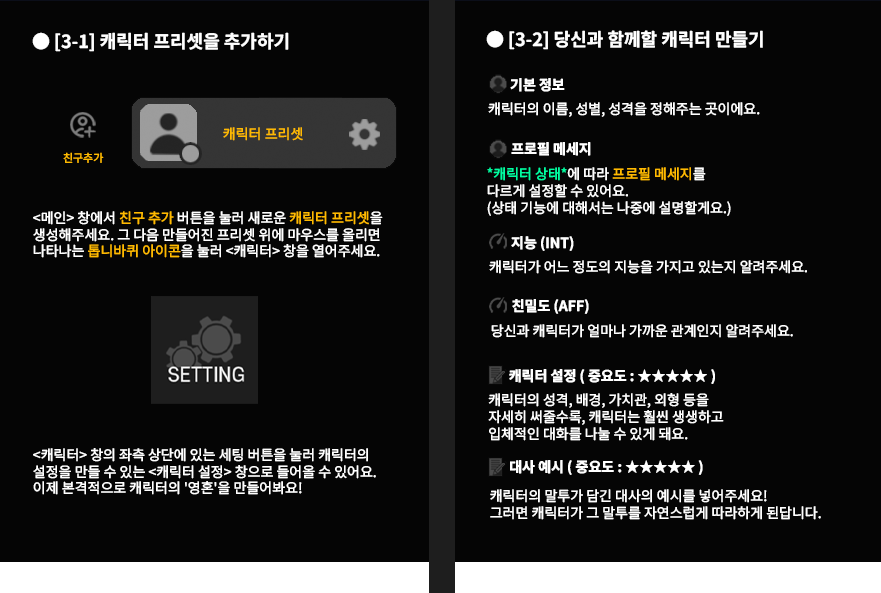 ● [3-1] 캐릭터 프리셋을 추가하기
친구추가
캐릭터 프리셋
<메인> 창에서 친구 추가 버튼을 눌러 새로운 캐릭터 프리셋을
생성해주세요. 그 다음 만들어진 프리셋 위에 마우스를 올리면
나타나는 톱니바퀴 아이콘을 눌러 <캐릭터> 창을 열어주세요.
SETTING
<캐릭터> 창의 좌측 상단에 있는 세팅 버튼을 눌러 캐릭터의
설정을 만들 수 있는 <캐릭터 설정> 창으로 들어올 수 있어요.
이제 본격적으로 캐릭터의 '영혼'을 만들어봐요!
● [3-2] 당신과 함께할 캐릭터 만들기
기본 정보
캐릭터의 이름, 성별, 성격을 정해주는 곳이에요.
프로필 메세지
*캐릭터 상태*에 따라 프로필 메세지를
다르게 설정할 수 있어요.
(상태 기능에 대해서는 나중에 설명할게요.)
지능 (INT)
캐릭터가 어느 정도의 지능을 가지고 있는지 알려주세요.
친밀도 (AFF)
당신과 캐릭터가 얼마나 가까운 관계인지 알려주세요.
캐릭터 설정 ( 중요도 : ★★★★★ )
캐릭터의 성격, 배경, 가치관, 외형 등을
자세히 써줄수록, 캐릭터는 훨씬 생생하고
입체적인 대화를 나눌 수 있게 돼요.
대사 예시 ( 중요도 : ★★★★★ )
캐릭터의 말투가 담긴 대사의 예시를 넣어주세요!
그러면 캐릭터가 그 말투를 자연스럽게 따라하게 된답니다.